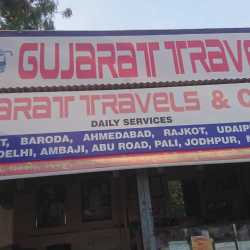 GUJARAT TRAVE
ARAT TRAVELS & C
DAILY SERVICES
T, BARODA, AHMEDABAD, RAJKOT, UDAIP
DELHI, AMBAJI, ABU ROAD, PALI, JODHPUR,